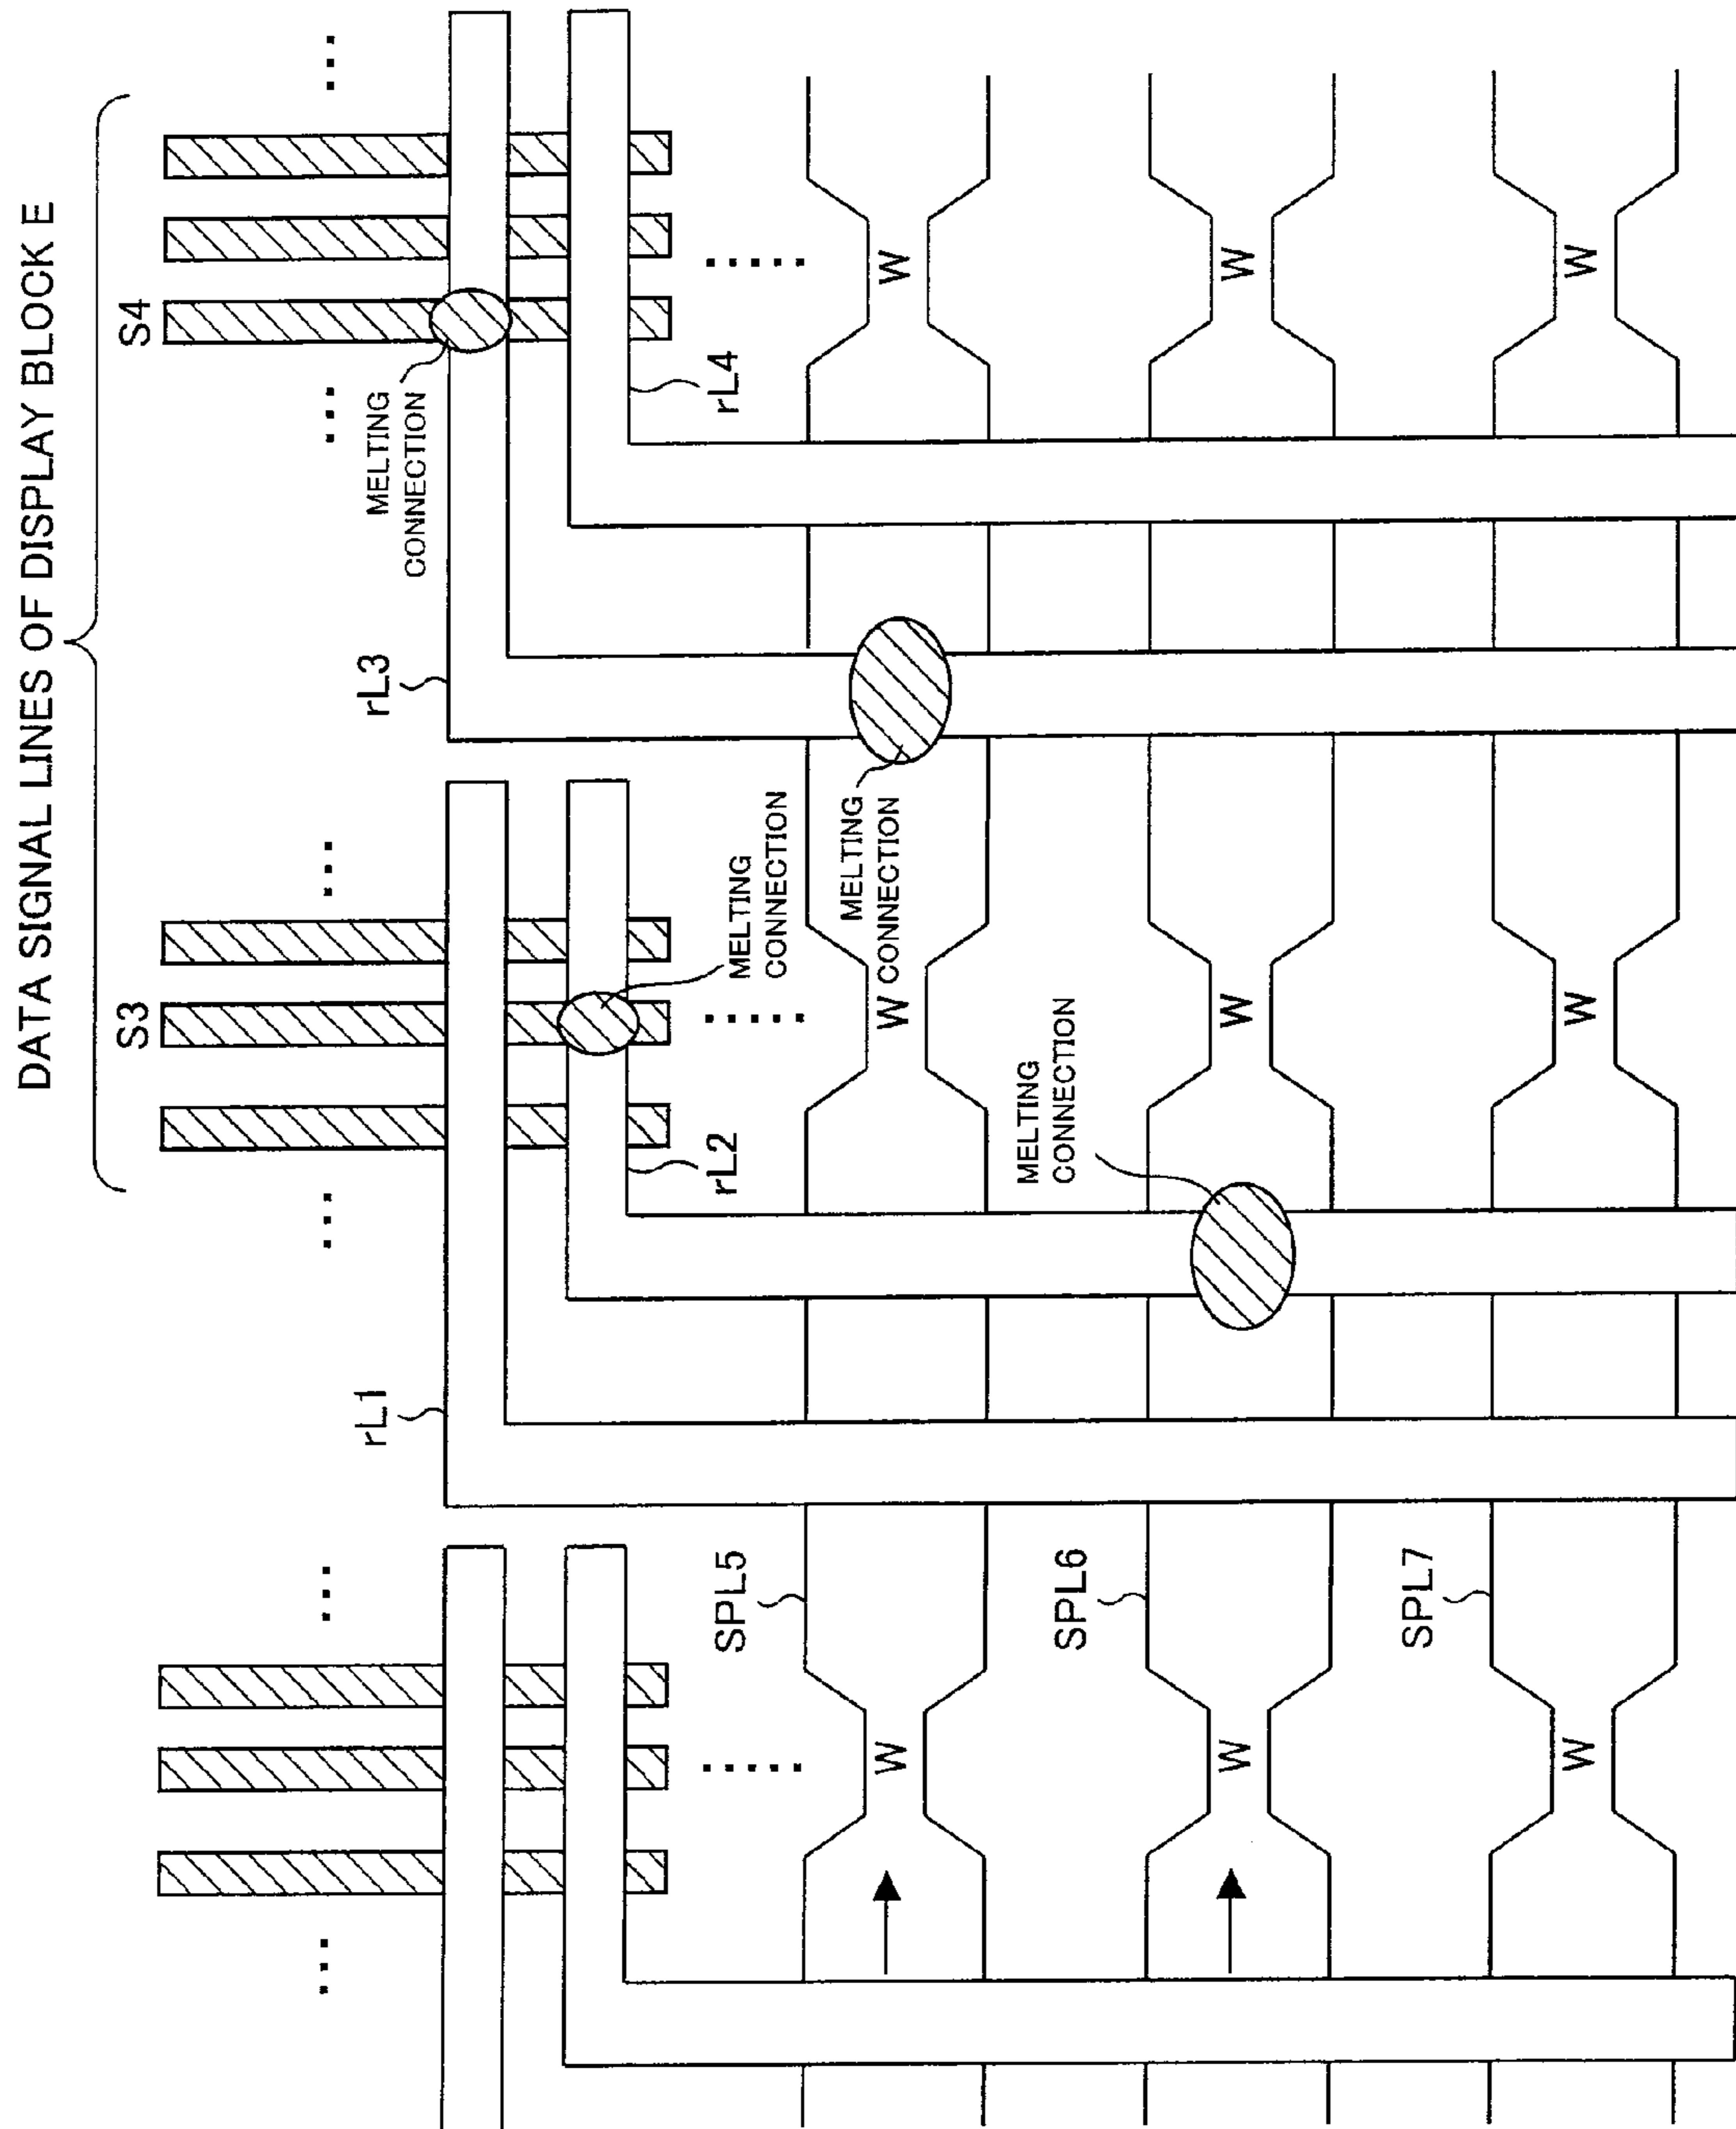 DATA SIGNAL LINES OF DISPLAY BLOCK E
S3
S4
...
...
...
...
...
...
MELTING
CONNECTION
rL1
rL3
rL2
rL4
MELTING
CONNECTION
.....
.....
.....
SPL5
W
W
W
MELTING
CONNECTION
MELTING
CONNECTION
SPL6
W
W
W
SPL7
W
W
W